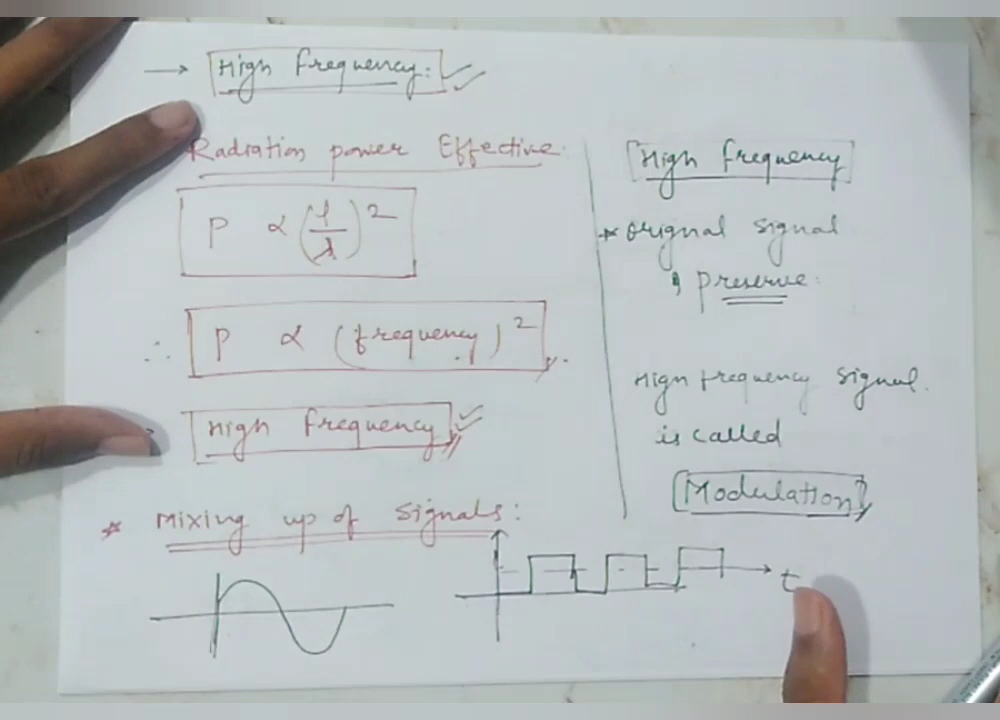 → High Frequency:
Radiation power Effective.
P ∝ (1/λ)²
∴ P ∝ (frequency)²
High Frequency
* Mixing up of signals:
t
High Frequency
* orignal signal
preserve.
High frequency signal.
is called
(Modulation)